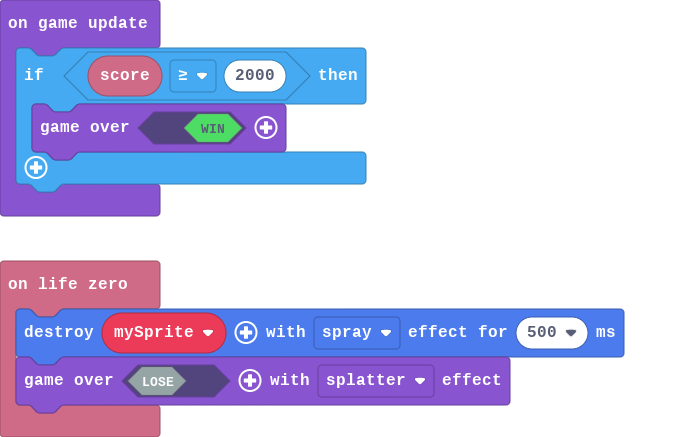 on game update
if score ≥ 2000 then
game over WIN
on life zero
destroy mySprite with spray effect for 500 ms
game over LOSE with splatter effect